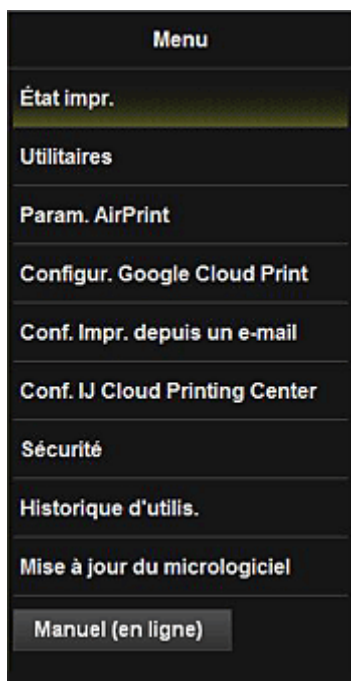 Menu
État impr.
Utilitaires
Param. AirPrint
Configur. Google Cloud Print
Conf. Impr. depuis un e-mail
Conf. IJ Cloud Printing Center
Sécurité
Historique d'utilis.
Mise à jour du micrologiciel
Manuel (en ligne)